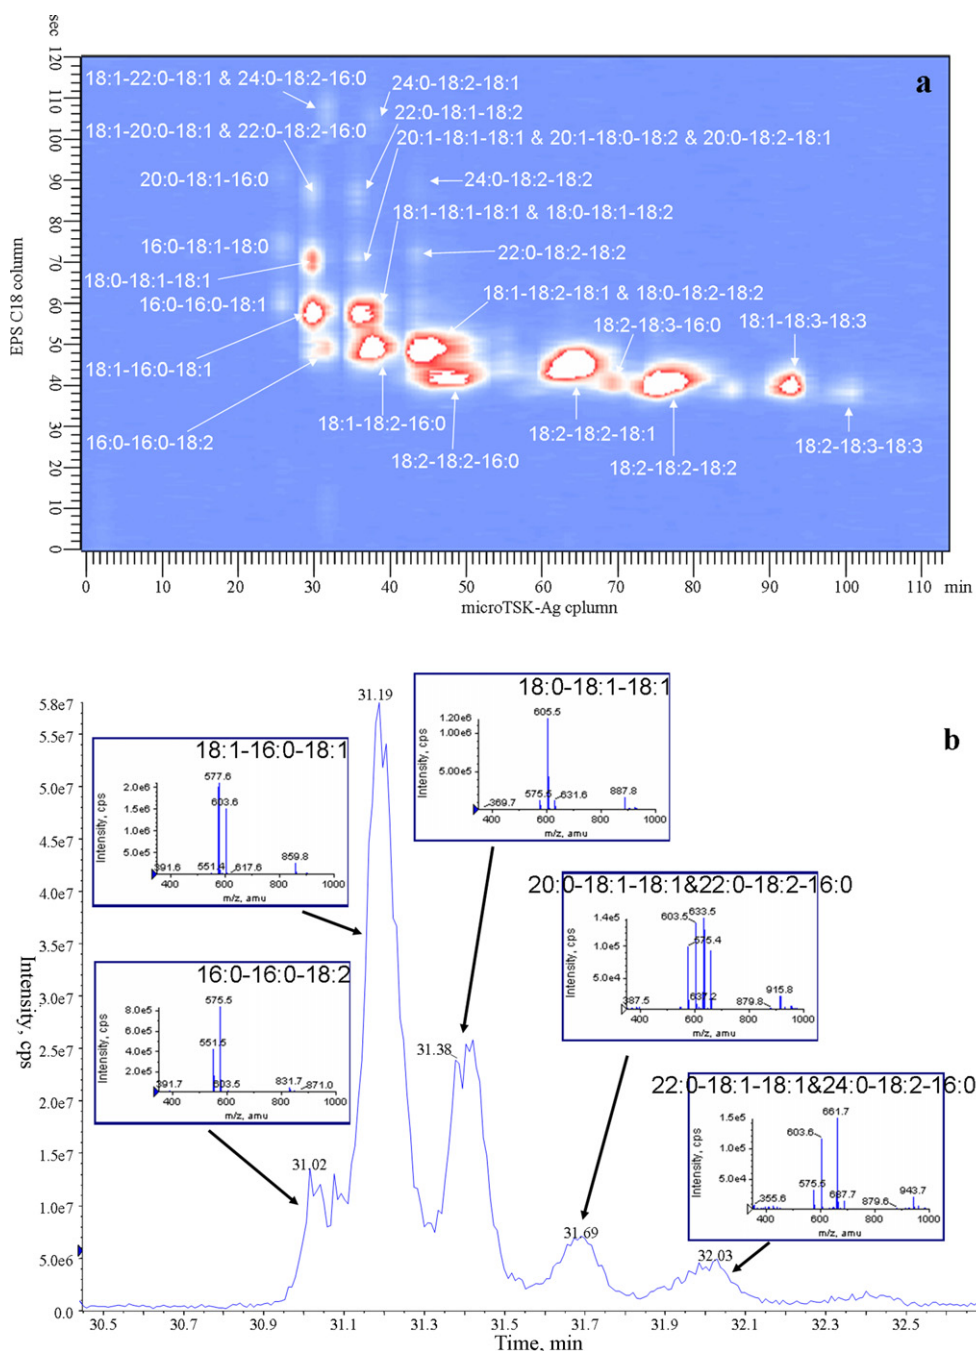 sec
120
110
100
90
80
70
60
50
40
30
20
10
0
EPS C18 column
a
18:1-22:0-18:1 & 24:0-18:2-16:0
24:0-18:2-18:1
22:0-18:1-18:2
18:1-20:0-18:1 & 22:0-18:2-16:0
20:1-18:1-18:1 & 20:1-18:0-18:2 & 20:0-18:2-18:1
20:0-18:1-16:0
24:0-18:2-18:2
18:1-18:1-18:1 & 18:0-18:1-18:2
16:0-18:1-18:0
22:0-18:2-18:2
18:0-18:1-18:1
18:1-18:2-18:1 & 18:0-18:2-18:2
16:0-16:0-18:1
18:2-18:3-16:0
18:1-18:3-18:3
18:1-16:0-18:1
18:1-18:2-16:0
16:0-16:0-18:2
18:2-18:2-18:1
18:2-18:3-18:3
18:2-18:2-16:0
18:2-18:2-18:2
0 10 20 30 40 50 60 70 80 90 100 110 min
microTSK-Ag cplumn
b
Intensity, cps
5.8e7
5.5e7
5.0e7
4.5e7
4.0e7
3.5e7
3.0e7
2.5e7
2.0e7
1.5e7
1.0e7
5.0e6
0.0
31.19
31.02
31.38
31.69
32.03
18:1-16:0-18:1
Intensity, cps
2.0e6
1.5e6
1.0e6
5.0e5
577.6
603.6
391.6
551.4
617.6
859.8
400 600 800 1000
m/z, amu
18:0-18:1-18:1
Intensity, cps
1.20e6
1.00e6
5.00e5
605.5
369.7
575.5
631.6
887.8
400 600 800 1000
m/z, amu
16:0-16:0-18:2
Intensity, cps
8.0e5
6.0e5
4.0e5
2.0e5
575.5
551.5
391.7
603.5
831.7
871.0
400 600 800 1000
m/z, amu
20:0-18:1-18:1&22:0-18:2-16:0
Intensity, cps
1.4e5
1.0e5
5.0e4
603.5
633.5
575.4
387.5
637.2
879.8
915.8
400 600 800 1000
m/z, amu
22:0-18:1-18:1&24:0-18:2-16:0
Intensity, cps
1.5e5
1.0e5
5.0e4
661.7
603.6
575.5
355.6
687.7
879.6
943.7
400 600 800 1000
m/z, amu
30.5 30.7 30.9 31.1 31.3 31.5 31.7 31.9 32.1 32.3 32.5
Time, min